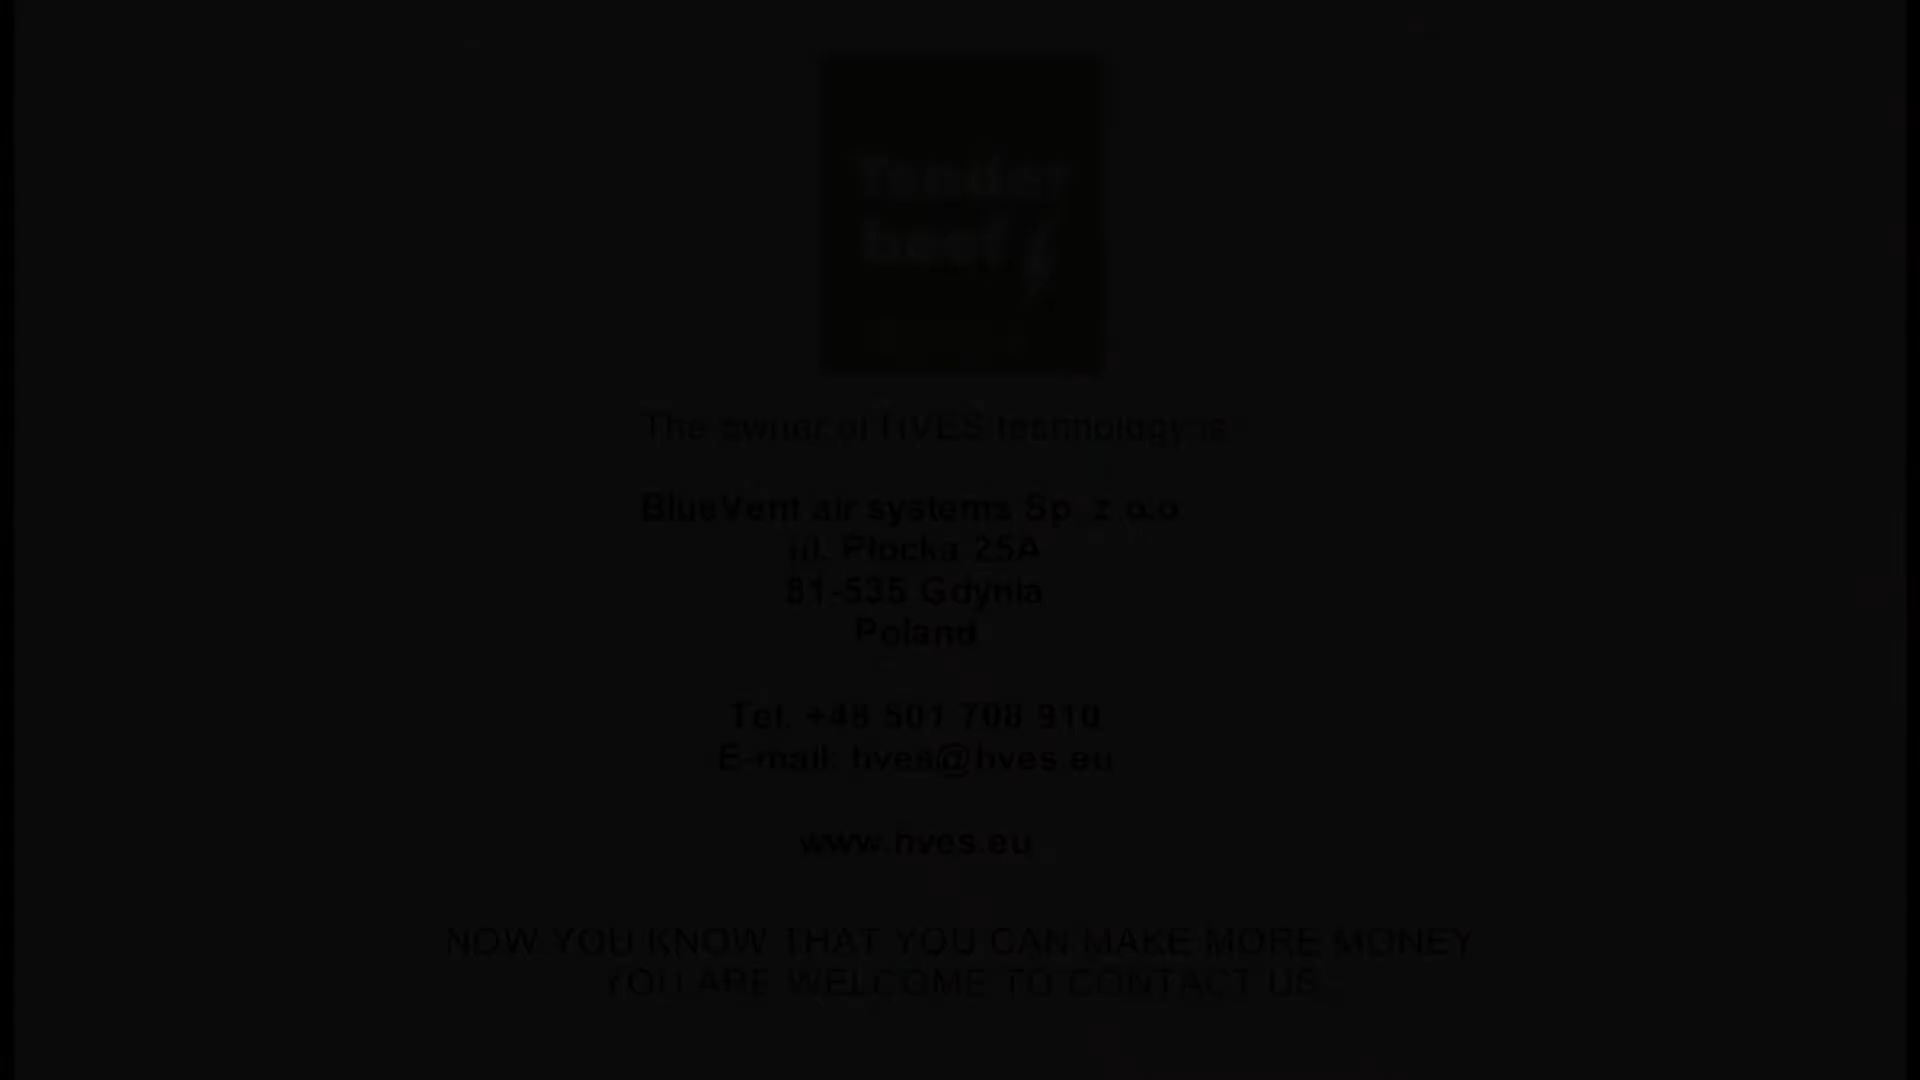 Tender
beef
The owner of HVES technology is:
BlueVent air systems Sp. z o.o.
ul. Płocka 25A
81-535 Gdynia
Poland
Tel. +48 501 708 910
E-mail: hves@hves.eu
www.hves.eu
NOW YOU KNOW THAT YOU CAN MAKE MORE MONEY
YOU ARE WELCOME TO CONTACT US